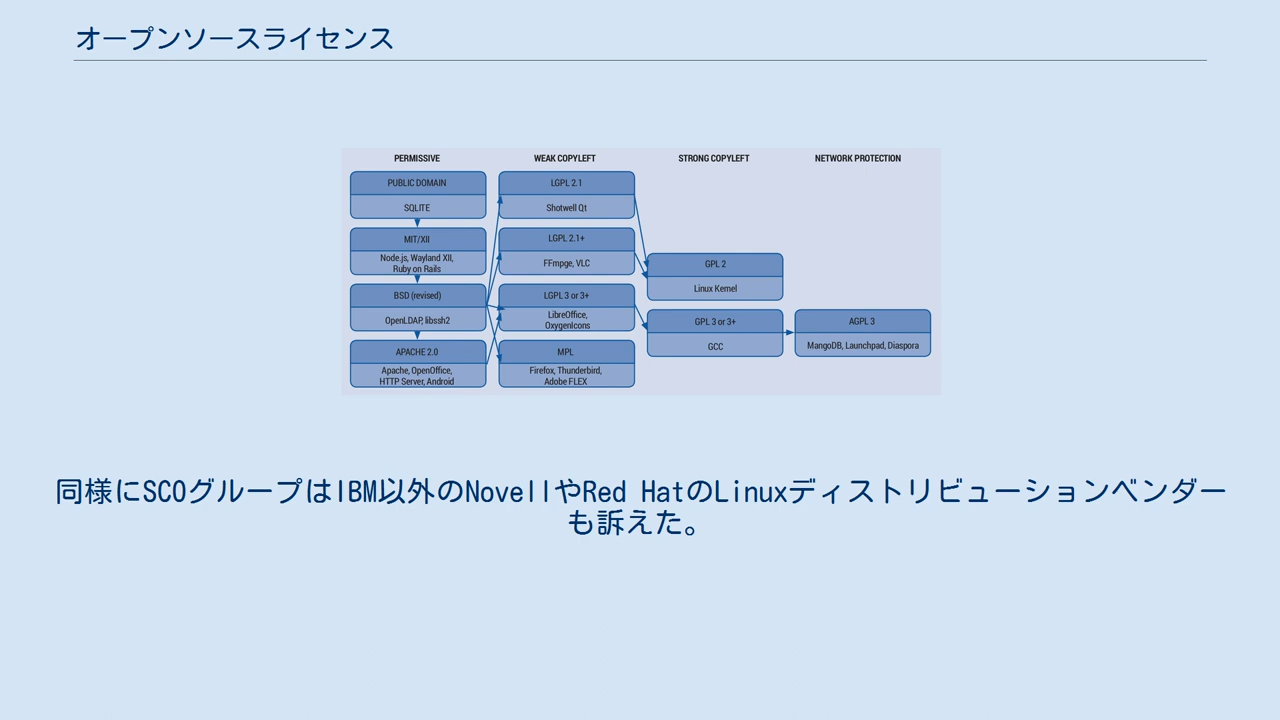 オープンソースライセンス
PERMISSIVE
WEAK COPYLEFT
STRONG COPYLEFT
NETWORK PROTECTION
PUBLIC DOMAIN
SQLITE
MIT/XII
Node.js, Wayland XII,
Ruby on Rails
BSD (revised)
OpenLDAP, libssh2
APACHE 2.0
Apache, OpenOffice,
HTTP Server, Android
LGPL 2.1
Shotwell Qt
LGPL 2.1+
FFmpge, VLC
LGPL 3 or 3+
LibreOffice,
OxygenIcons
MPL
Firefox, Thunderbird,
Adobe FLEX
GPL 2
Linux Kernel
GPL 3 or 3+
GCC
AGPL 3
MangoDB, Launchpad, Diaspora
同様にSCOグループはIBM以外のNovellやRed HatのLinuxディストリビューションベンダー
も訴えた。